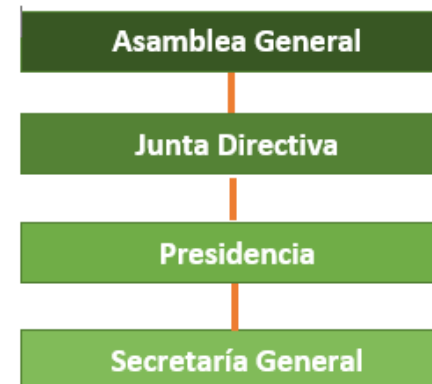 Asamblea General
Junta Directiva
Presidencia
Secretaría General